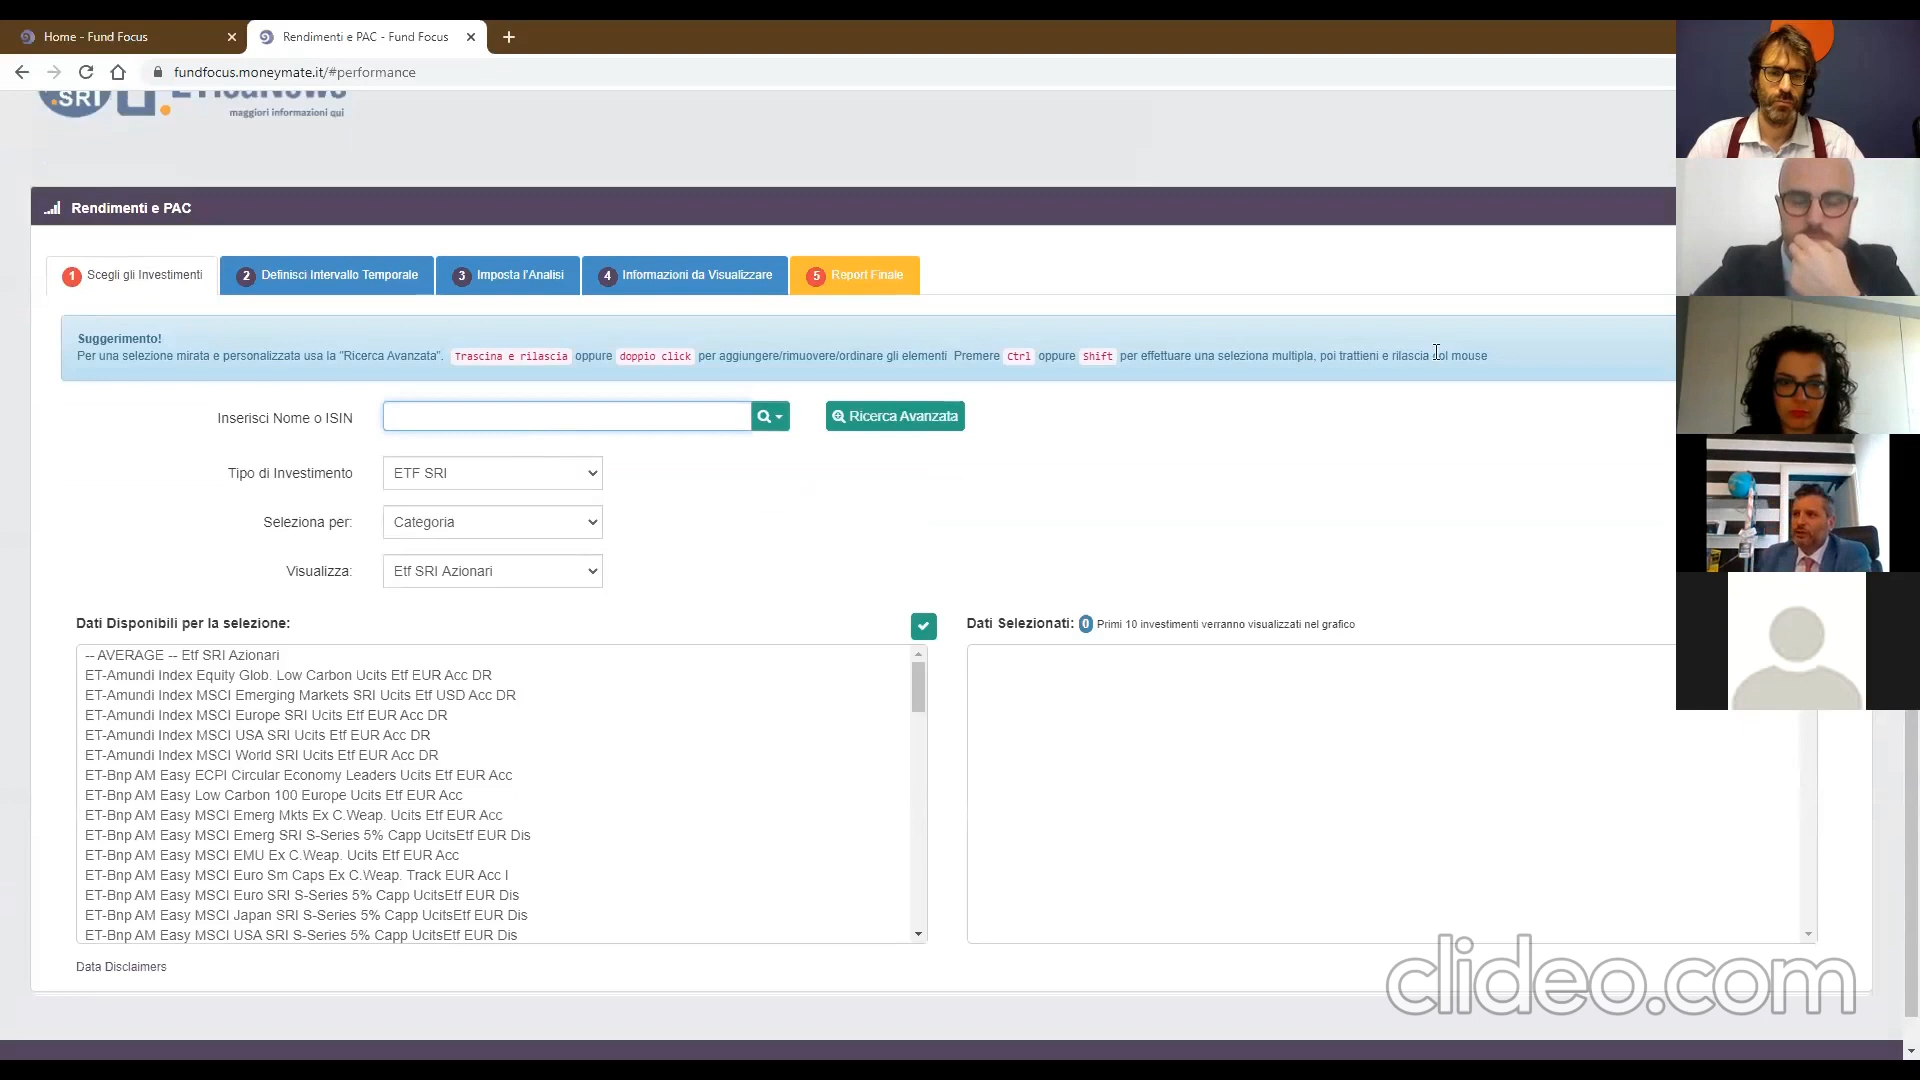 Home - Fund Focus
Rendimenti e PAC - Fund Focus
fundfocus.moneymate.it/#performance
.SRI
maggiori informazioni qui
Rendimenti e PAC
1 Scegli gli Investimenti
2 Definisci Intervallo Temporale
3 Imposta l'Analisi
4 Informazioni da Visualizzare
5 Report Finale
Suggerimento!
Per una selezione mirata e personalizzata usa la "Ricerca Avanzata". Trascina e rilascia oppure doppio click per aggiungere/rimuovere/ordinare gli elementi Premere Ctrl oppure Shift per effettuare una seleziona multipla, poi trattieni e rilascia col mouse
Inserisci Nome o ISIN
Ricerca Avanzata
Tipo di Investimento
ETF SRI
Seleziona per:
Categoria
Visualizza:
Etf SRI Azionari
Dati Disponibili per la selezione:
Dati Selezionati: 0 Primi 10 investimenti verranno visualizzati nel grafico
-- AVERAGE -- Etf SRI Azionari
ET-Amundi Index Equity Glob. Low Carbon Ucits Etf EUR Acc DR
ET-Amundi Index MSCI Emerging Markets SRI Ucits Etf USD Acc DR
ET-Amundi Index MSCI Europe SRI Ucits Etf EUR Acc DR
ET-Amundi Index MSCI USA SRI Ucits Etf EUR Acc DR
ET-Amundi Index MSCI World SRI Ucits Etf EUR Acc DR
ET-Bnp AM Easy ECPI Circular Economy Leaders Ucits Etf EUR Acc
ET-Bnp AM Easy Low Carbon 100 Europe Ucits Etf EUR Acc
ET-Bnp AM Easy MSCI Emerg Mkts Ex C.Weap. Ucits Etf EUR Acc
ET-Bnp AM Easy MSCI Emerg SRI S-Series 5% Capp UcitsEtf EUR Dis
ET-Bnp AM Easy MSCI EMU Ex C.Weap. Ucits Etf EUR Acc
ET-Bnp AM Easy MSCI Euro Sm Caps Ex C.Weap. Track EUR Acc I
ET-Bnp AM Easy MSCI Euro SRI S-Series 5% Capp UcitsEtf EUR Dis
ET-Bnp AM Easy MSCI Japan SRI S-Series 5% Capp UcitsEtf EUR Dis
ET-Bnp AM Easy MSCI USA SRI S-Series 5% Capp UcitsEtf EUR Dis
Data Disclaimers
clideo.com